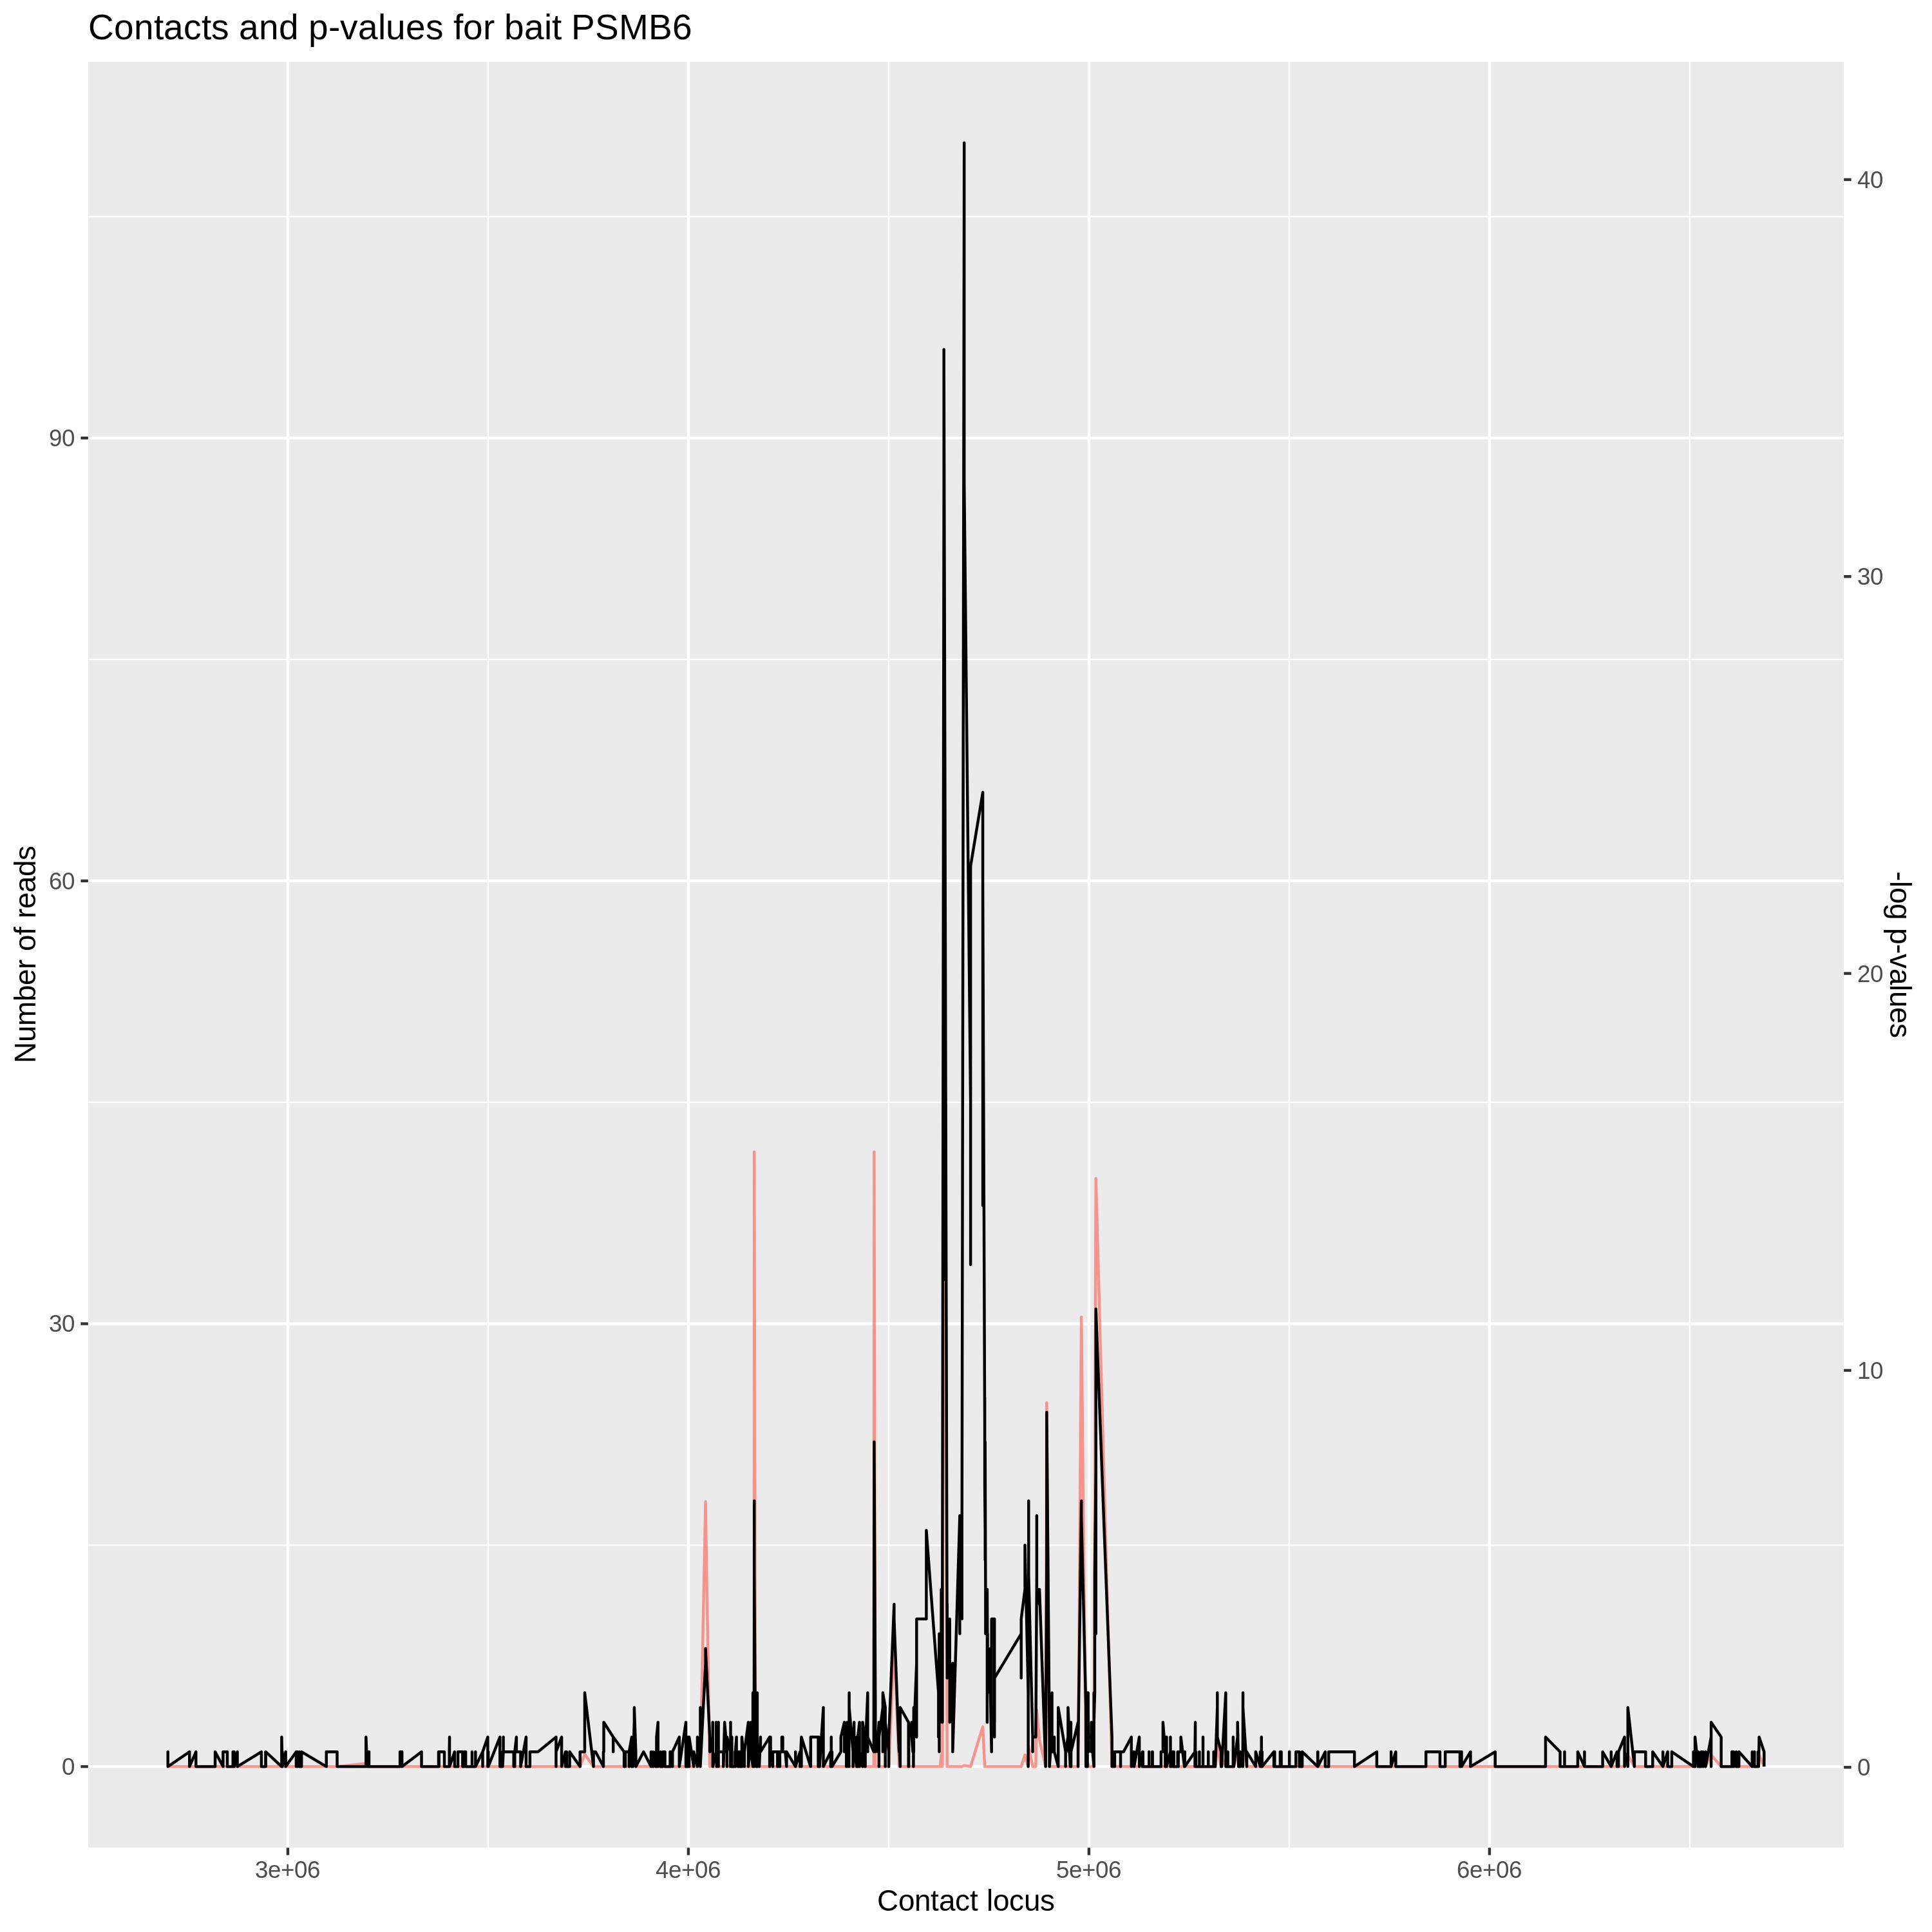 Contacts and p-values for bait PSMB6
Number of reads
90
60
30
0
40
30
20
10
0
-log p-values
3e+06
4e+06
5e+06
6e+06
Contact locus